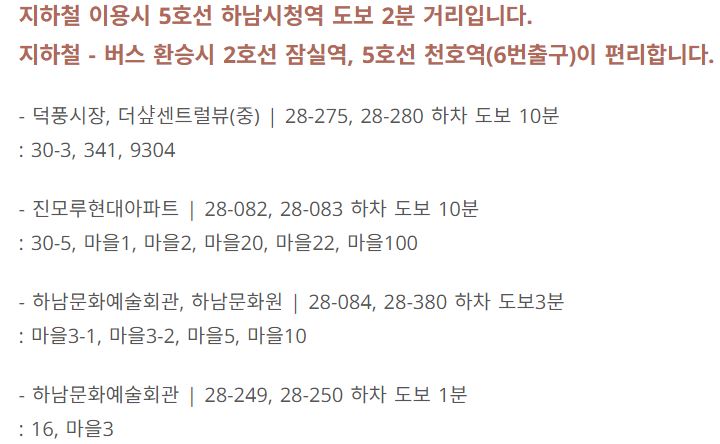 지하철 이용시 5호선 하남시청역 도보 2분 거리입니다.
지하철 - 버스 환승시 2호선 잠실역, 5호선 천호역(6번출구)이 편리합니다.
- 덕풍시장, 더샾센트럴뷰(중) | 28-275, 28-280 하차 도보 10분
: 30-3, 341, 9304
- 진모루현대아파트 | 28-082, 28-083 하차 도보 10분
: 30-5, 마을1, 마을2, 마을20, 마을22, 마을100
- 하남문화예술회관, 하남문화원 | 28-084, 28-380 하차 도보3분
: 마을3-1, 마을3-2, 마을5, 마을10
- 하남문화예술회관 | 28-249, 28-250 하차 도보 1분
: 16, 마을3